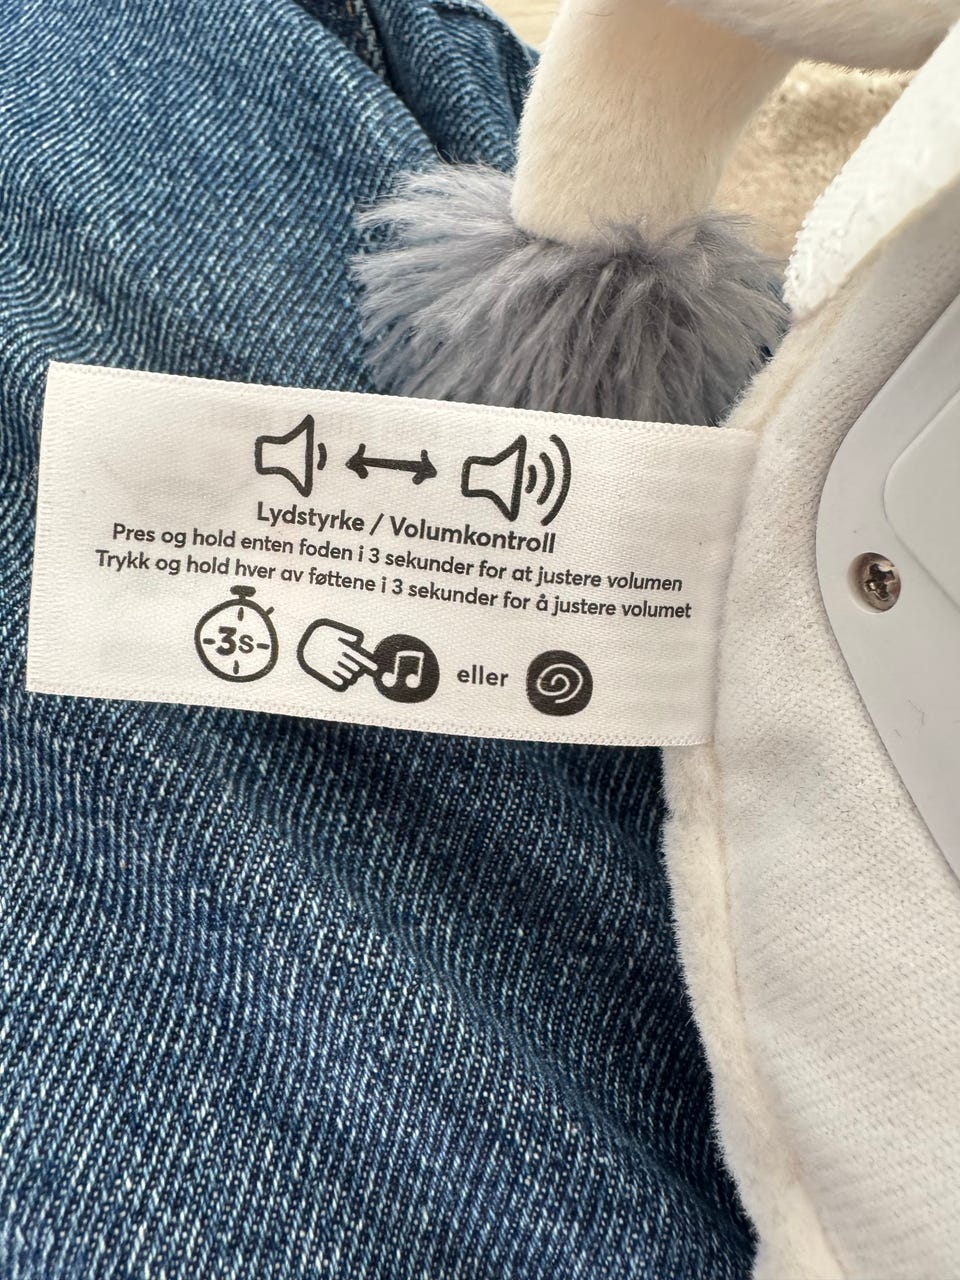 Lydstyrke / Volumkontroll
Pres og hold enten foden i 3 sekunder for at justere volumen
Trykk og hold hver av føttene i 3 sekunder for å justere volumet
-3s-
eller